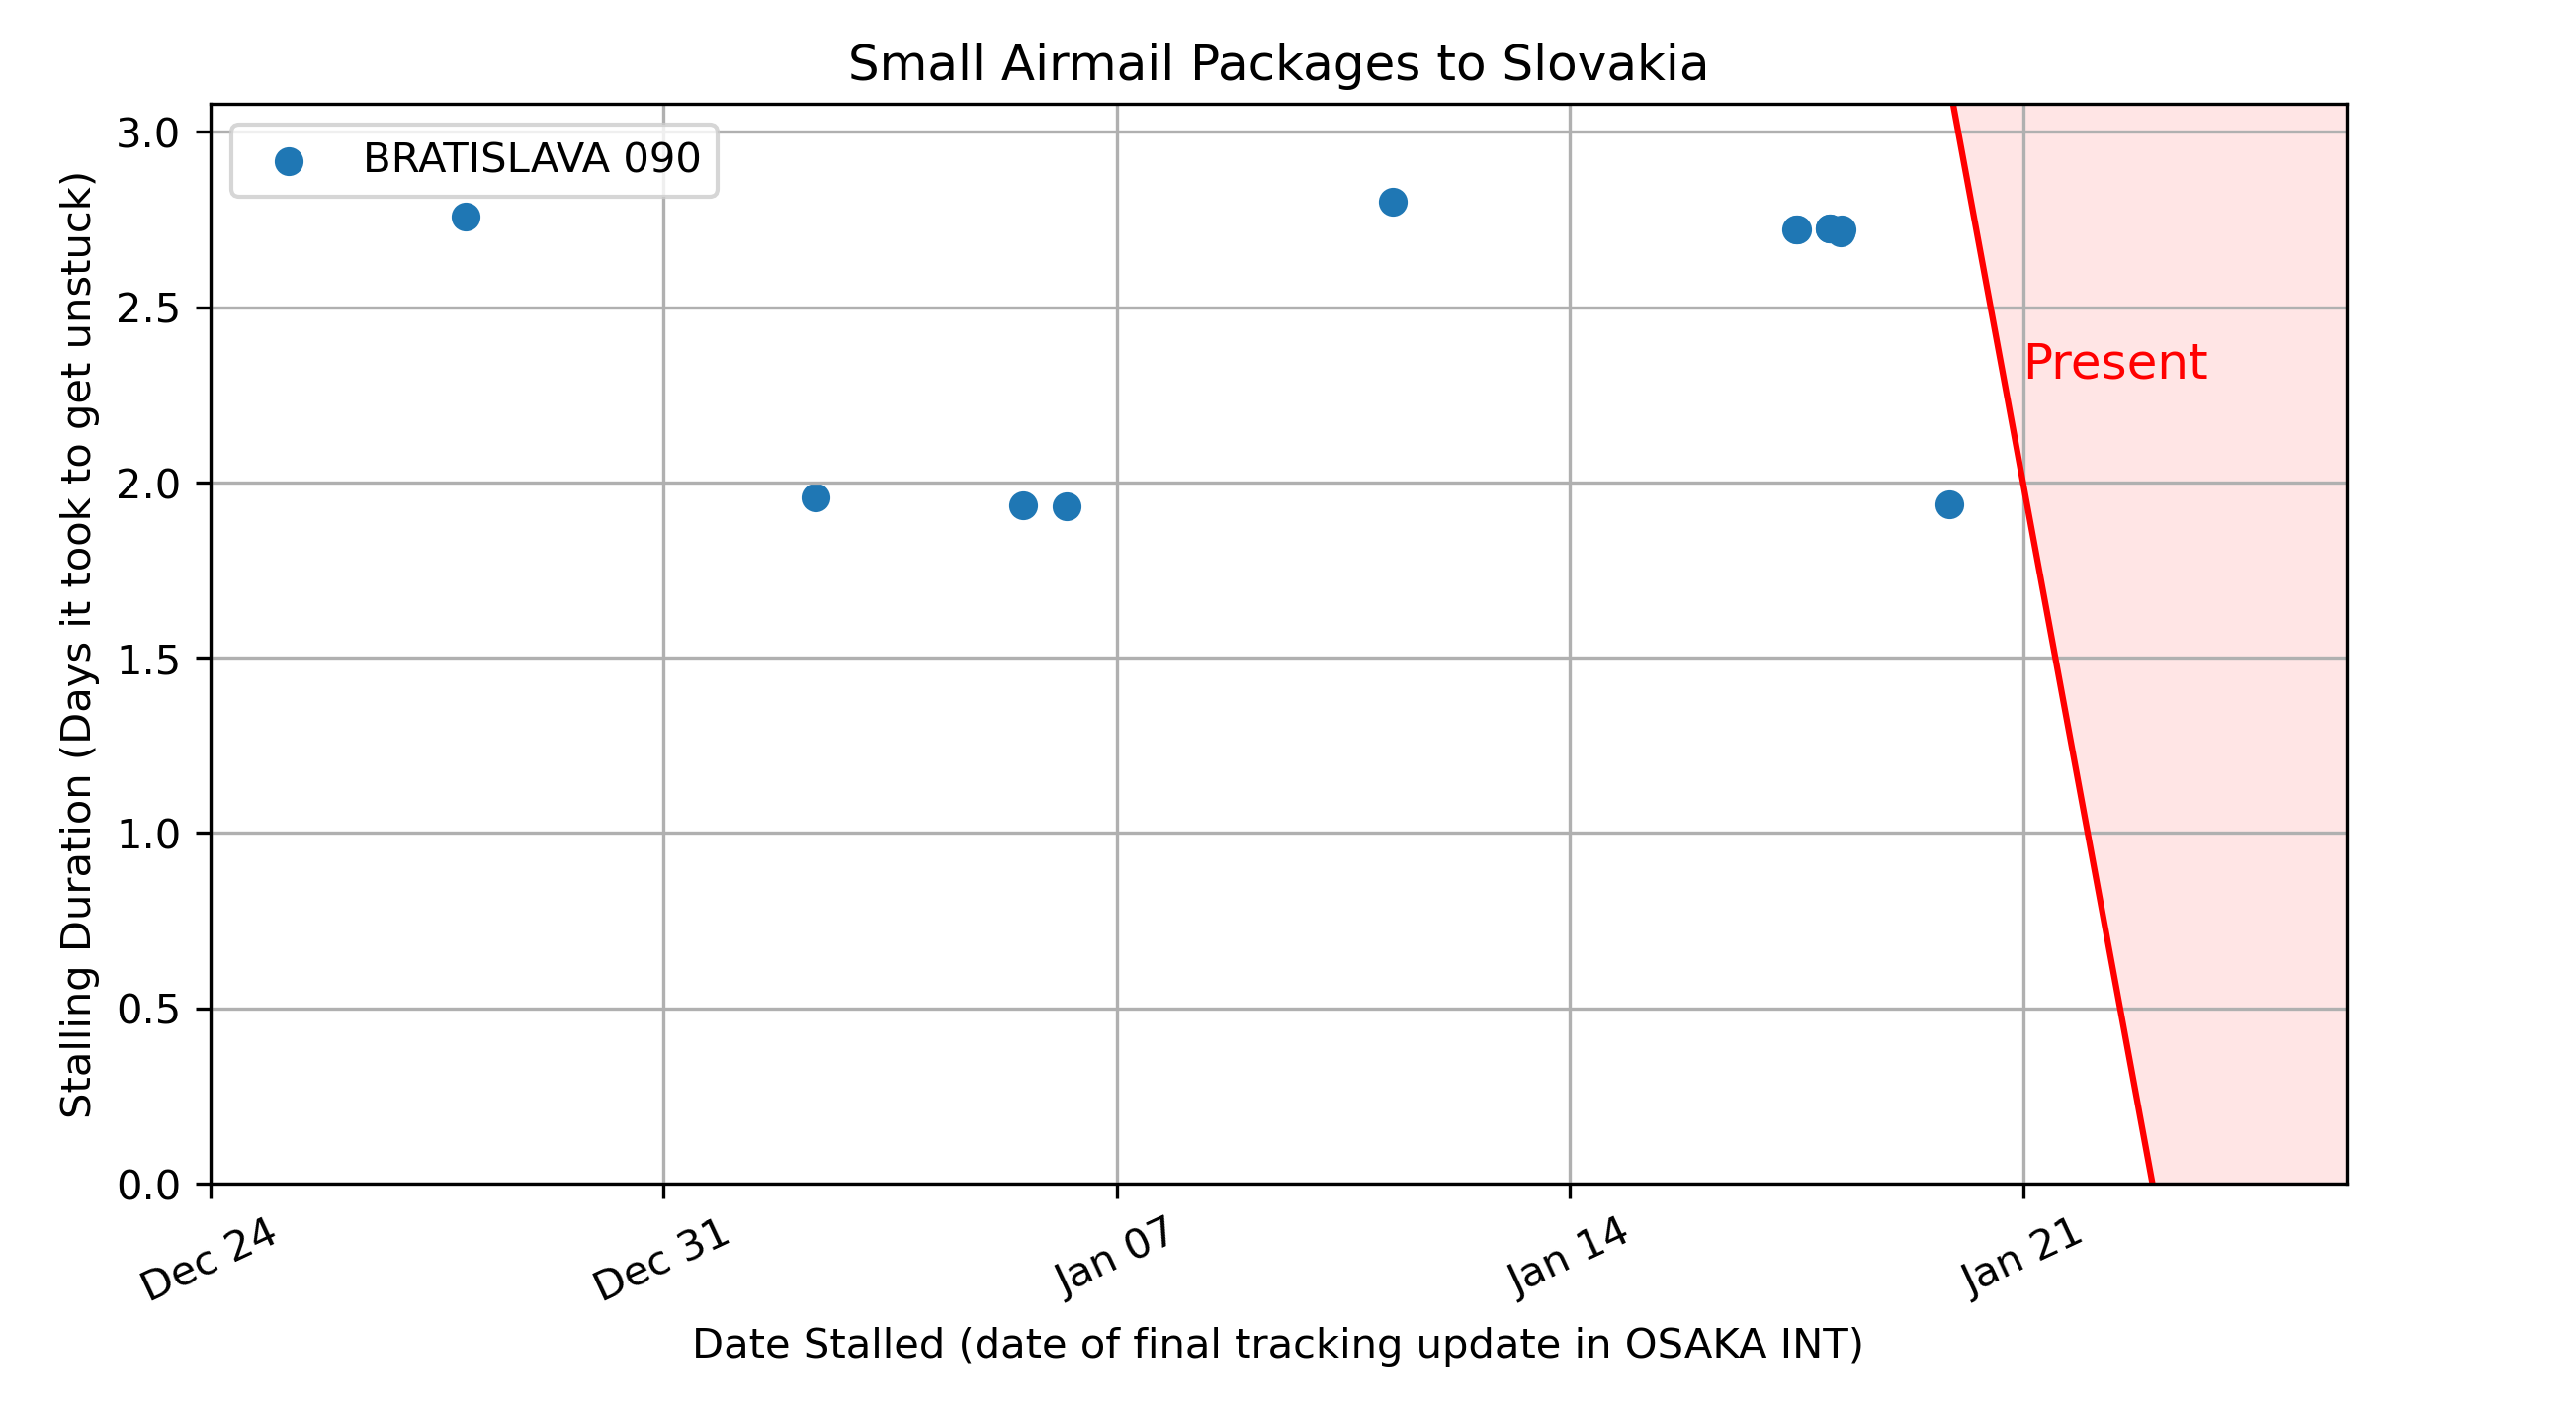 Small Airmail Packages to Slovakia
BRATISLAVA 090
Present
Stalling Duration (Days it took to get unstuck)
3.0
2.5
2.0
1.5
1.0
0.5
0.0
Dec 24
Dec 31
Jan 07
Jan 14
Jan 21
Date Stalled (date of final tracking update in OSAKA INT)